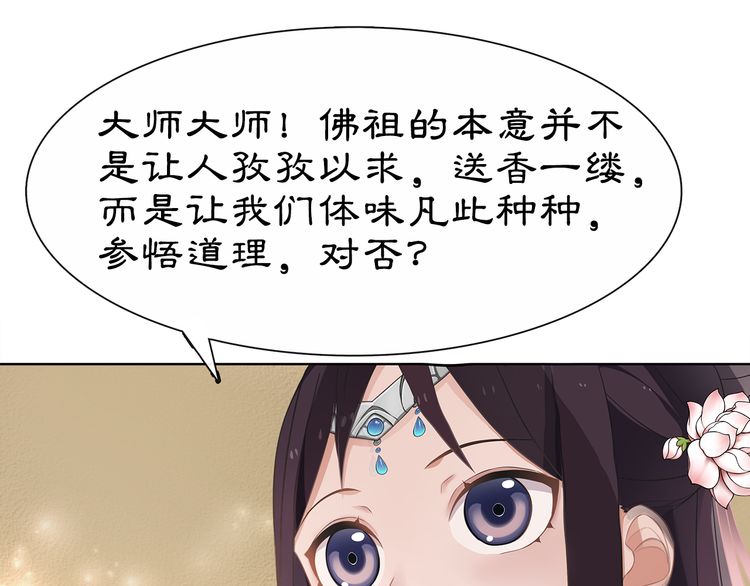 大师大师！佛祖的本意并不
是让人孜孜以求，送香一缕，
而是让我们体味凡此种种，
参悟道理，对否？